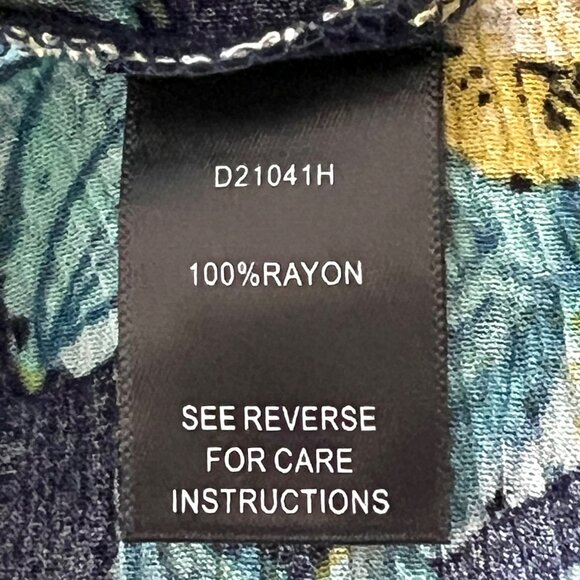 D21041H
100%RAYON
SEE REVERSE
FOR CARE
INSTRUCTIONS